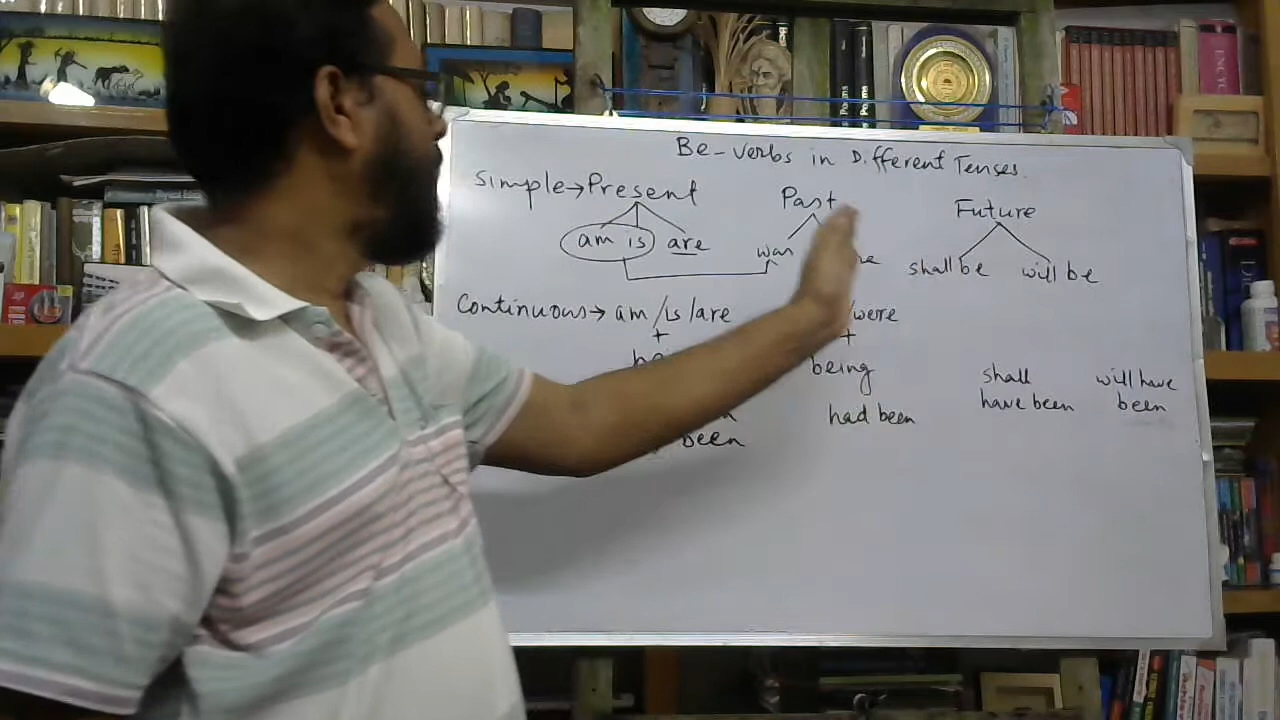 Be-verbs in Different Tenses
Simple→Present Past Future
am is are was shall be will be
Continuous→ am/is/are /were
+ +
being
shall will have
been had been have been been
Poems